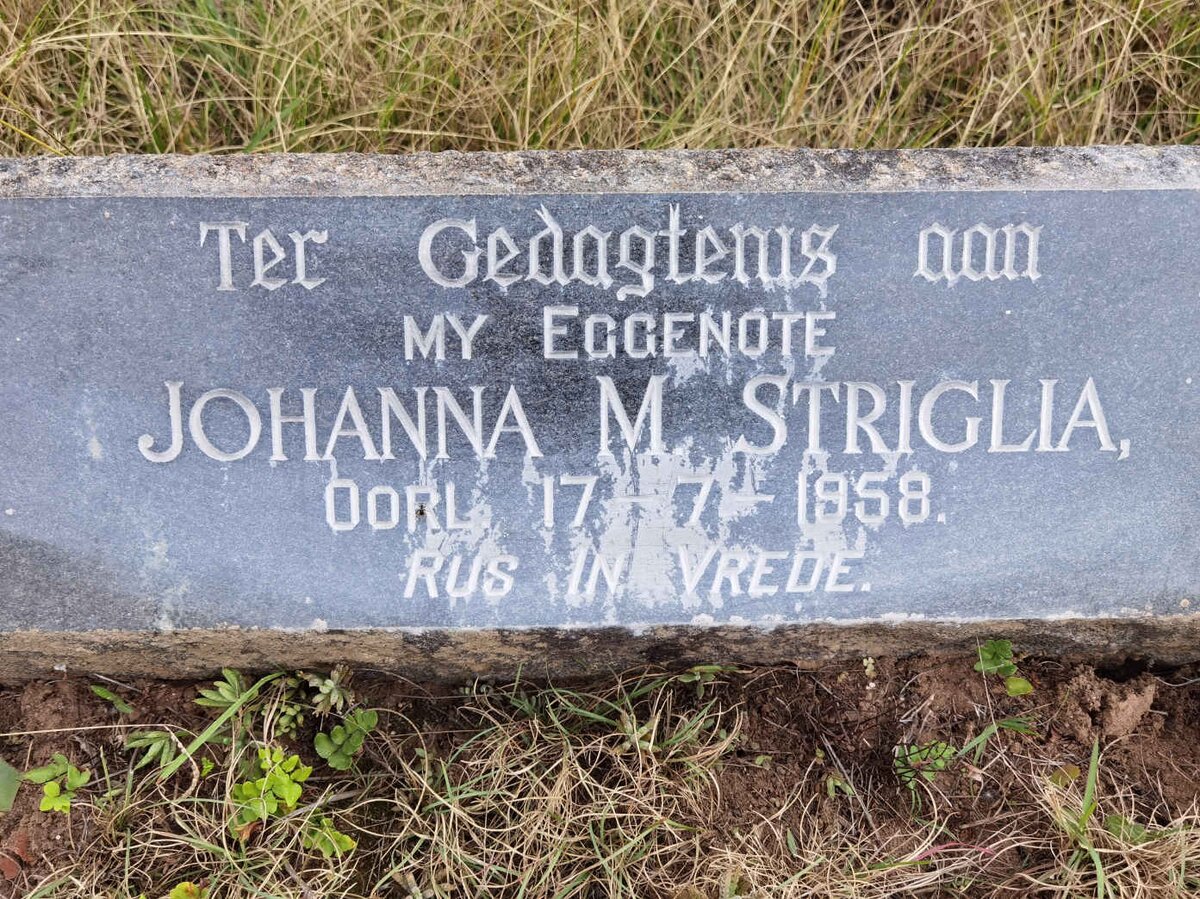 Ter Gedagtenis aan
MY EGGENOTE
JOHANNA M STRIGLIA,
OORL. 17-7-1958.
RUS IN VREDE.